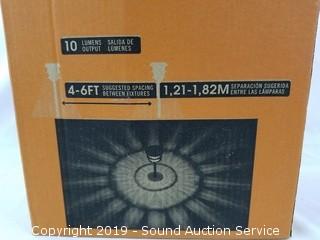 10 LUMENS SALIDA DE
OUTPUT LÚMENES
4-6FT SUGGESTED SPACING 1,21-1,82M SEPARACIÓN SUGERIDA
BETWEEN FIXTURES ENTRE LAS LÁMPARAS
Copyright 2019 - Sound Auction Service